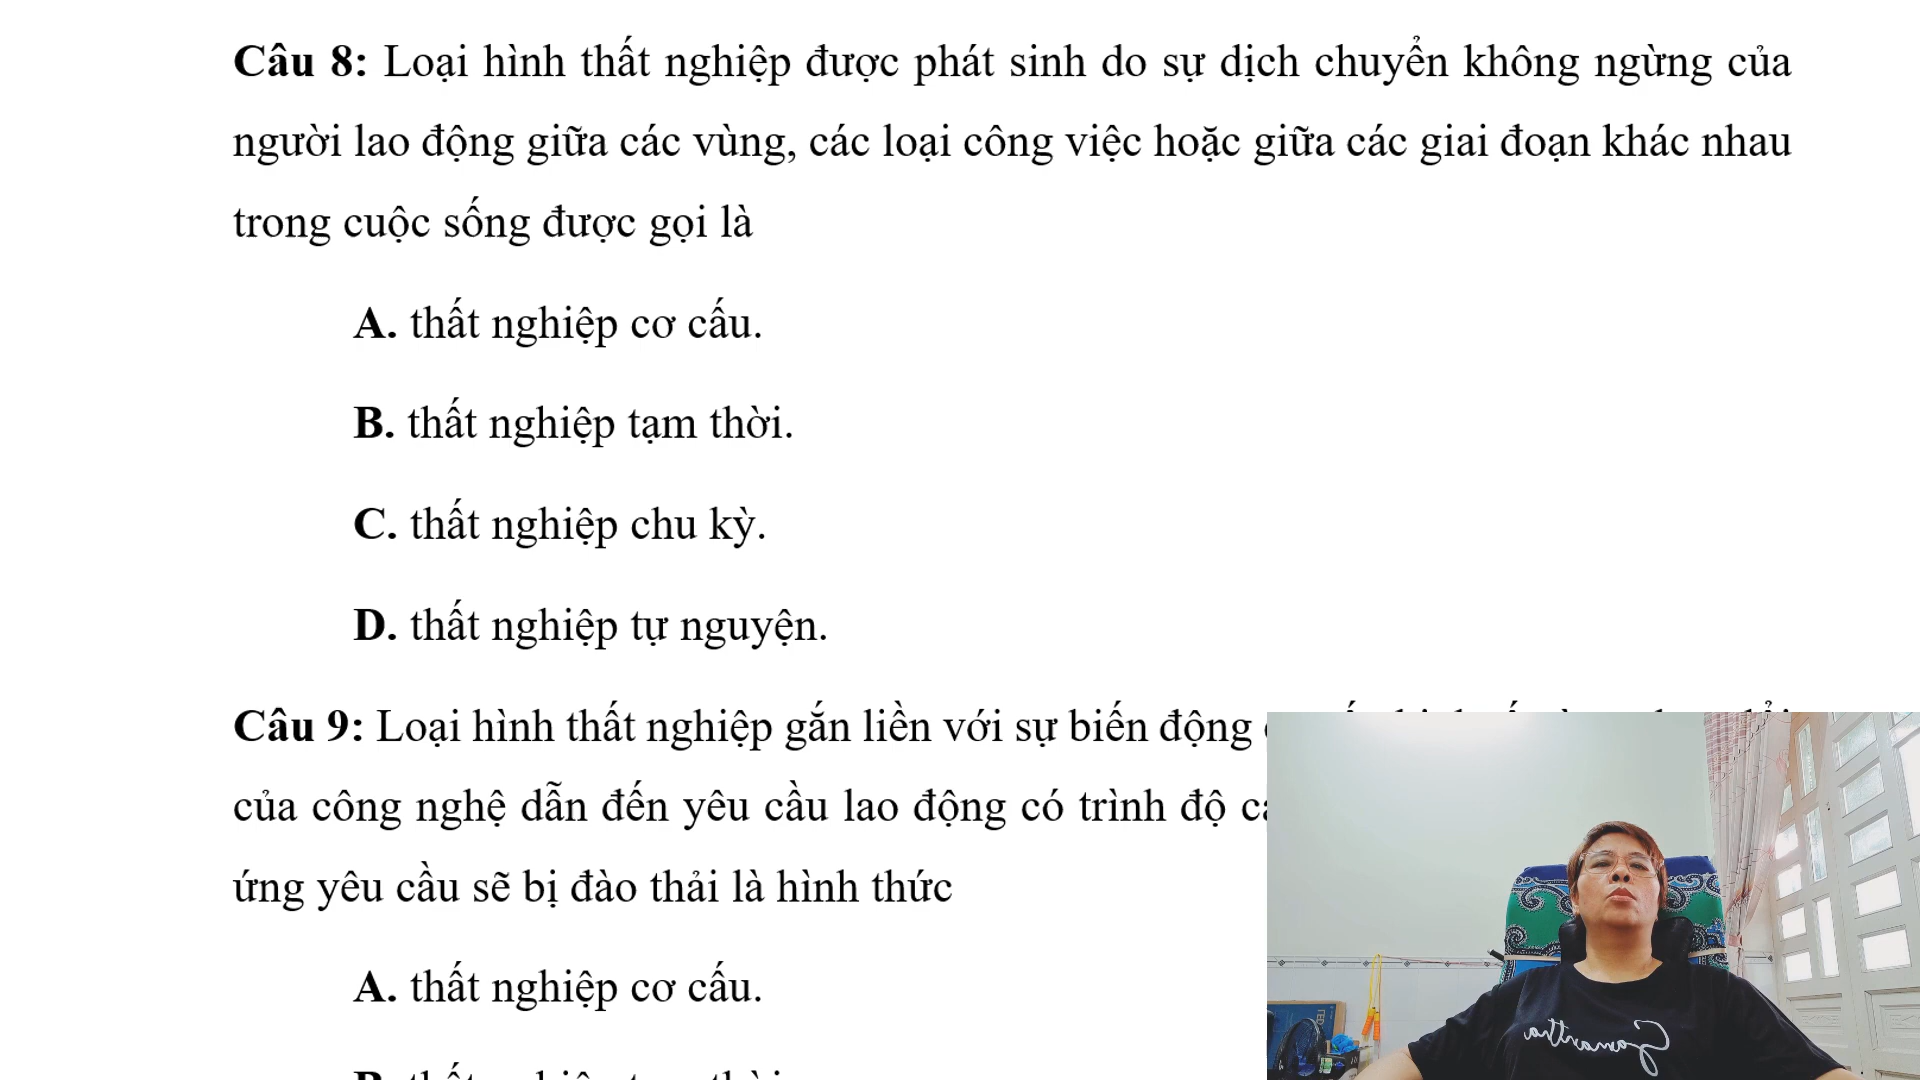 Câu 8: Loại hình thất nghiệp được phát sinh do sự dịch chuyển không ngừng của
người lao động giữa các vùng, các loại công việc hoặc giữa các giai đoạn khác nhau
trong cuộc sống được gọi là
A. thất nghiệp cơ cấu.
B. thất nghiệp tạm thời.
C. thất nghiệp chu kỳ.
D. thất nghiệp tự nguyện.
Câu 9: Loại hình thất nghiệp gắn liền với sự biến động
của công nghệ dẫn đến yêu cầu lao động có trình độ
ứng yêu cầu sẽ bị đào thải là hình thức
A. thất nghiệp cơ cấu.
Samantha